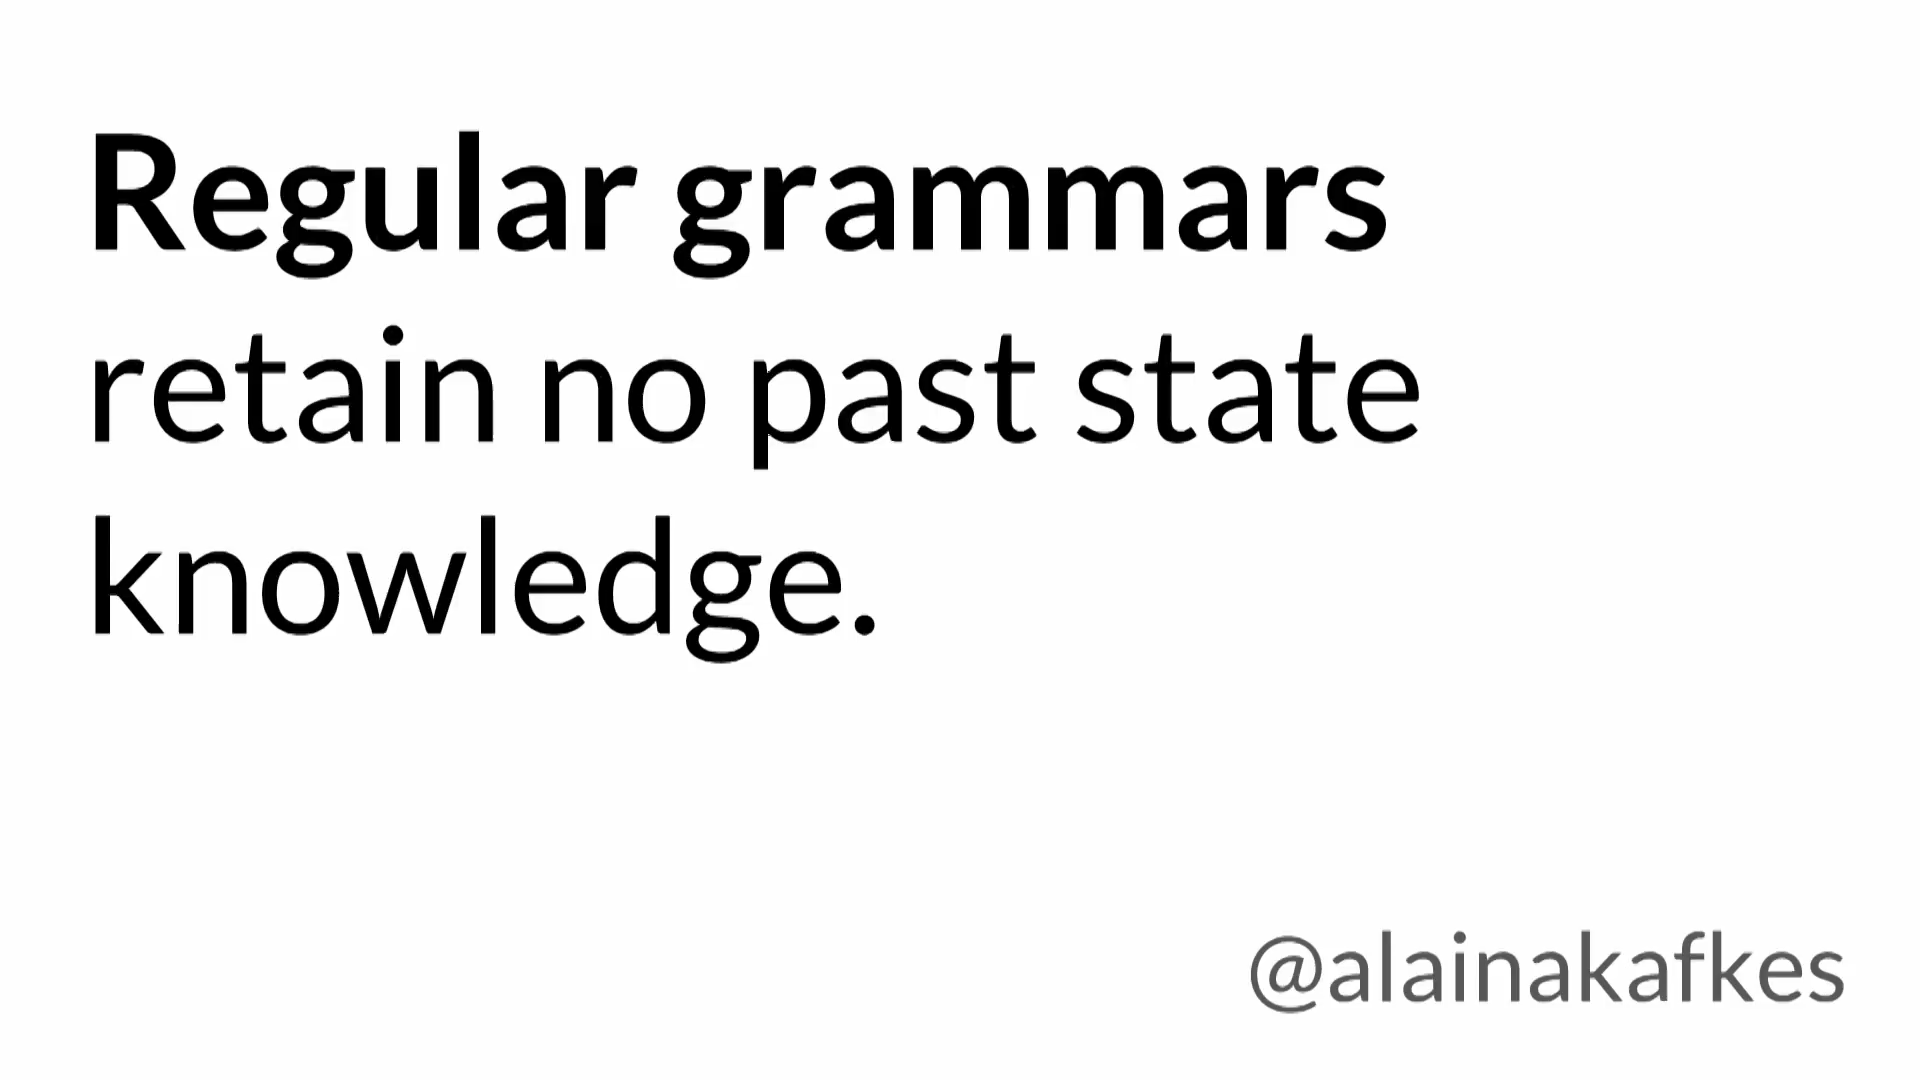 Regular grammars
retain no past state
knowledge.
@alainakafkes